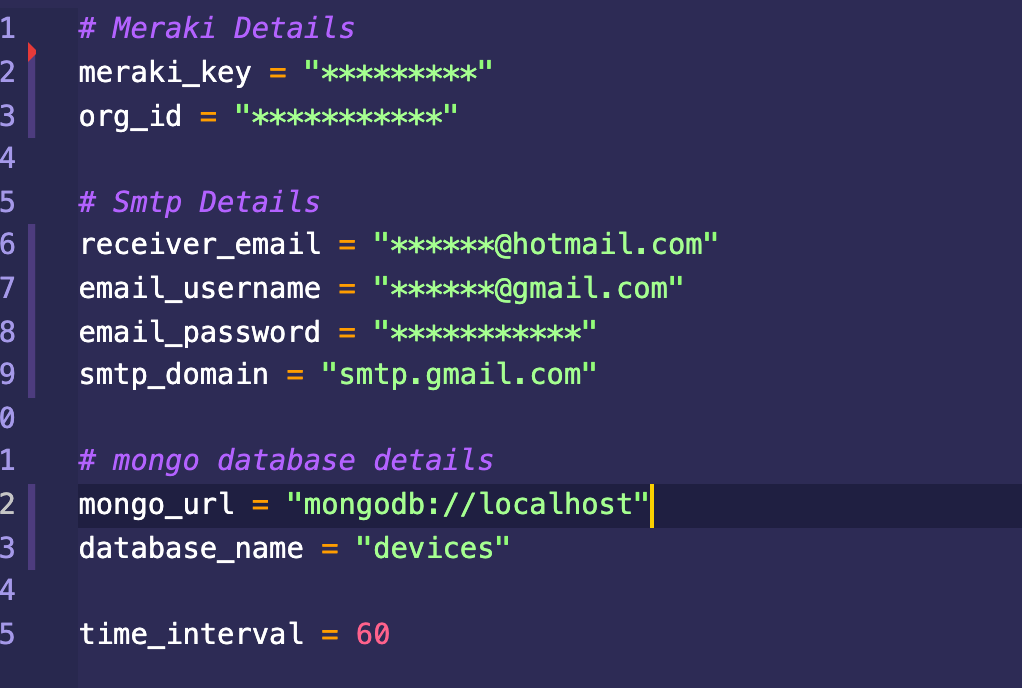 1 # Meraki Details
2 meraki_key = "*********"
3 org_id = "***********"
4
5 # Smtp Details
6 receiver_email = "******@hotmail.com"
7 email_username = "******@gmail.com"
8 email_password = "***********"
9 smtp_domain = "smtp.gmail.com"
0
1 # mongo database details
2 mongo_url = "mongodb://localhost"
3 database_name = "devices"
4
5 time_interval = 60